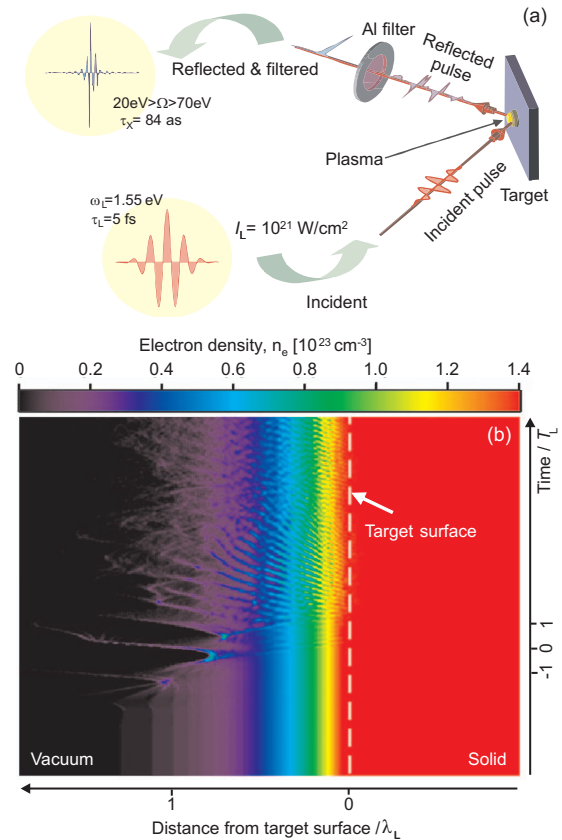 (a)
Al filter
Reflected pulse
Reflected & filtered
20eV>Ω>70eV
τX= 84 as
Plasma
Target
Incident pulse
ωL=1.55 eV
τL=5 fs
IL= 10²¹ W/cm²
Incident
Electron density, ne [10²³ cm⁻³]
0 0.2 0.4 0.6 0.8 1.0 1.2 1.4
(b)
Time / TL
Target surface
1
0
-1
Vacuum
Solid
1 0
Distance from target surface /λL